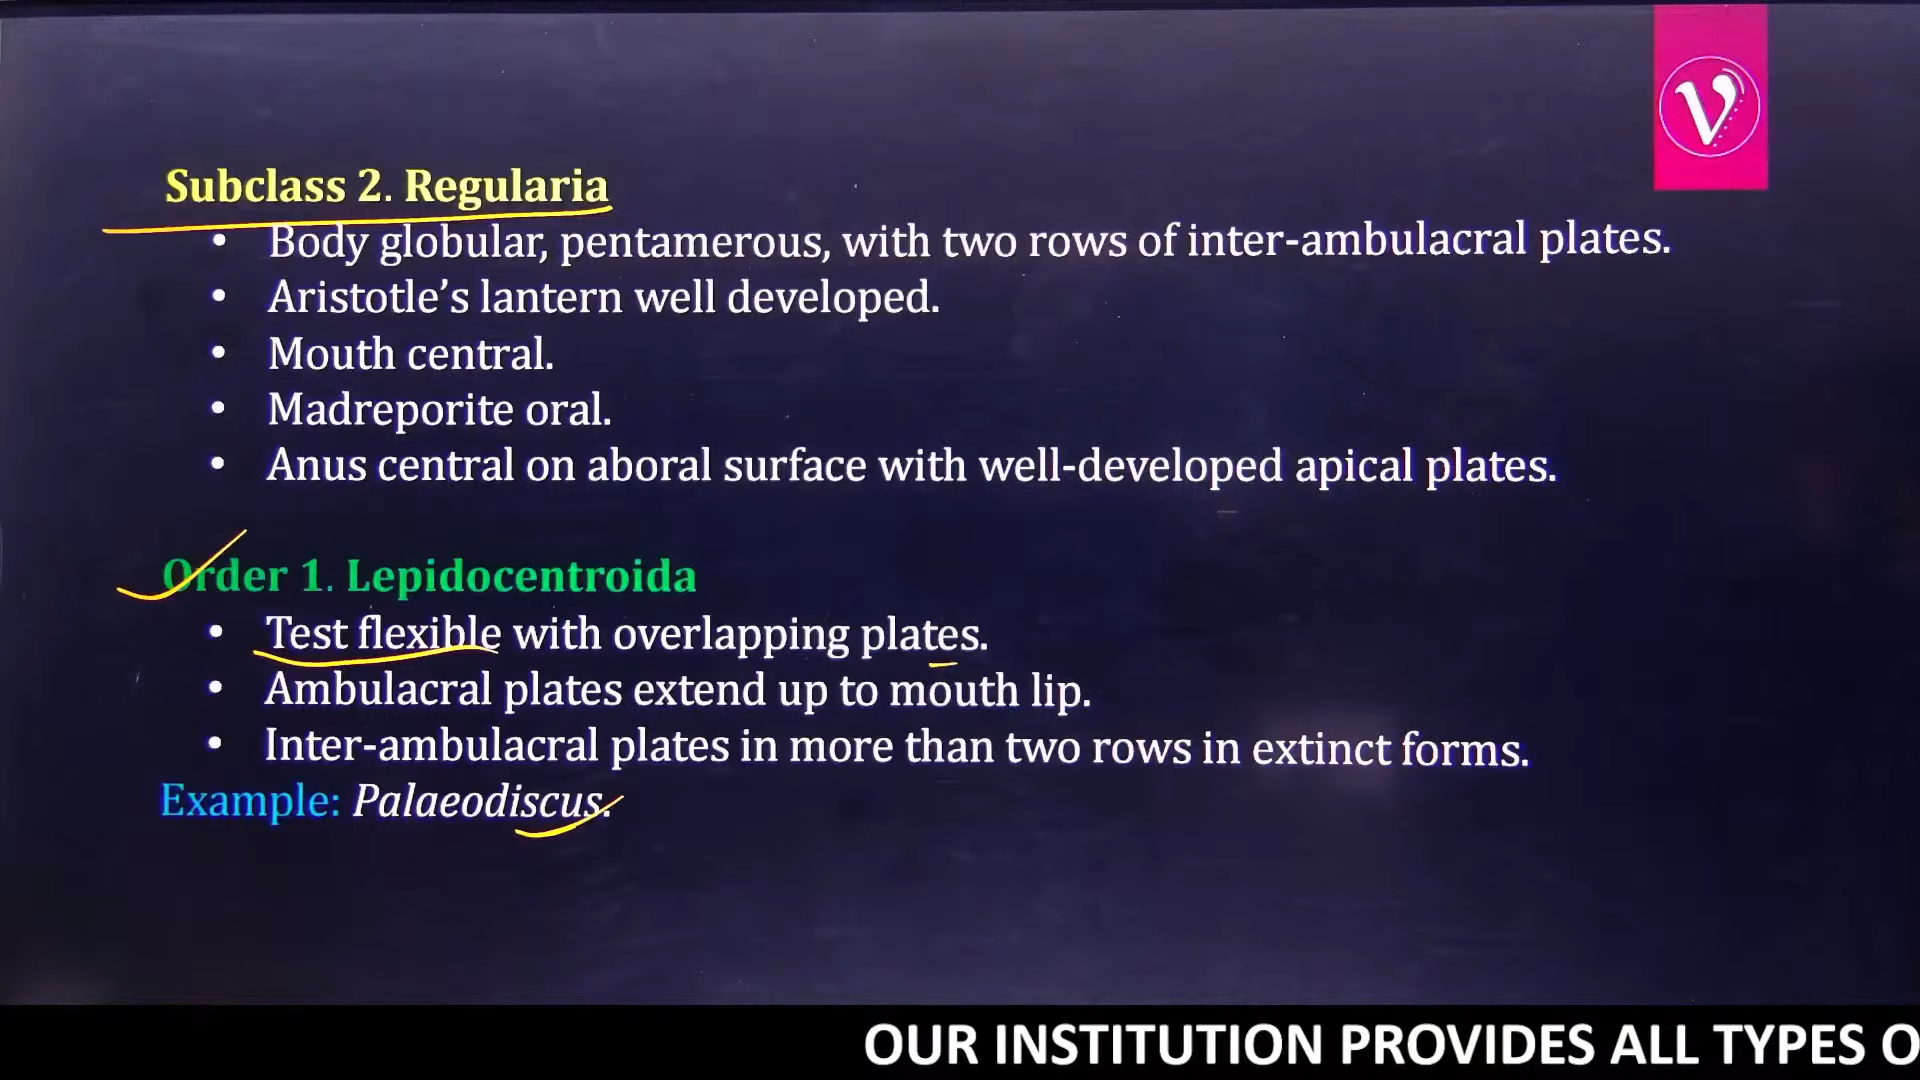 Subclass 2. Regularia
• Body globular, pentamerous, with two rows of inter-ambulacral plates.
• Aristotle's lantern well developed.
• Mouth central.
• Madreporite oral.
• Anus central on aboral surface with well-developed apical plates.
Order 1. Lepidocentroida
• Test flexible with overlapping plates.
• Ambulacral plates extend up to mouth lip.
• Inter-ambulacral plates in more than two rows in extinct forms.
Example: Palaeodiscus.
OUR INSTITUTION PROVIDES ALL TYPES O